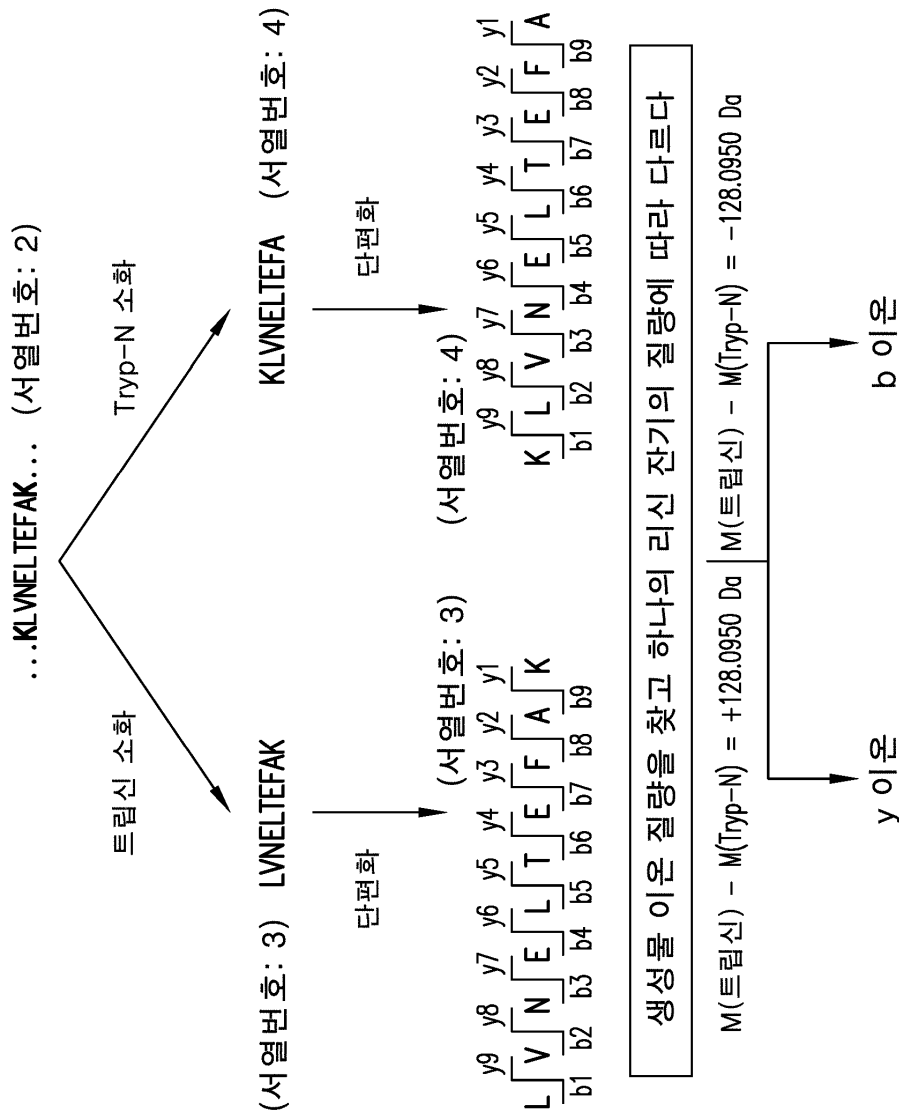 ...KLVNELTEFAK... (서열번호: 2)
트립신 소화
Tryp-N 소화
(서열번호: 3) LVNELTEFAK
KLVNELTEFA (서열번호: 4)
단편화
단편화
(서열번호: 3)
y9 y8 y7 y6 y5 y4 y3 y2 y1
L V N E L T E F A K
b1 b2 b3 b4 b5 b6 b7 b8 b9
(서열번호: 4)
y9 y8 y7 y6 y5 y4 y3 y2 y1
K L V N E L T E F A
b1 b2 b3 b4 b5 b6 b7 b8 b9
생성물 이온 질량을 찾고 하나의 리신 잔기의 질량에 따라 다르다
M(트립신) - M(Tryp-N) = +128.0950 Da
M(트립신) - M(Tryp-N) = -128.0950 Da
y 이온
b 이온